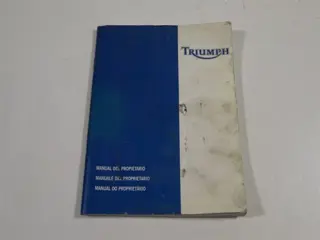 TRIUMPH
MANUAL DEL PROPIETARIO
MANUALE DEL PROPRIETARIO
MANUAL DO PROPRIETÁRIO